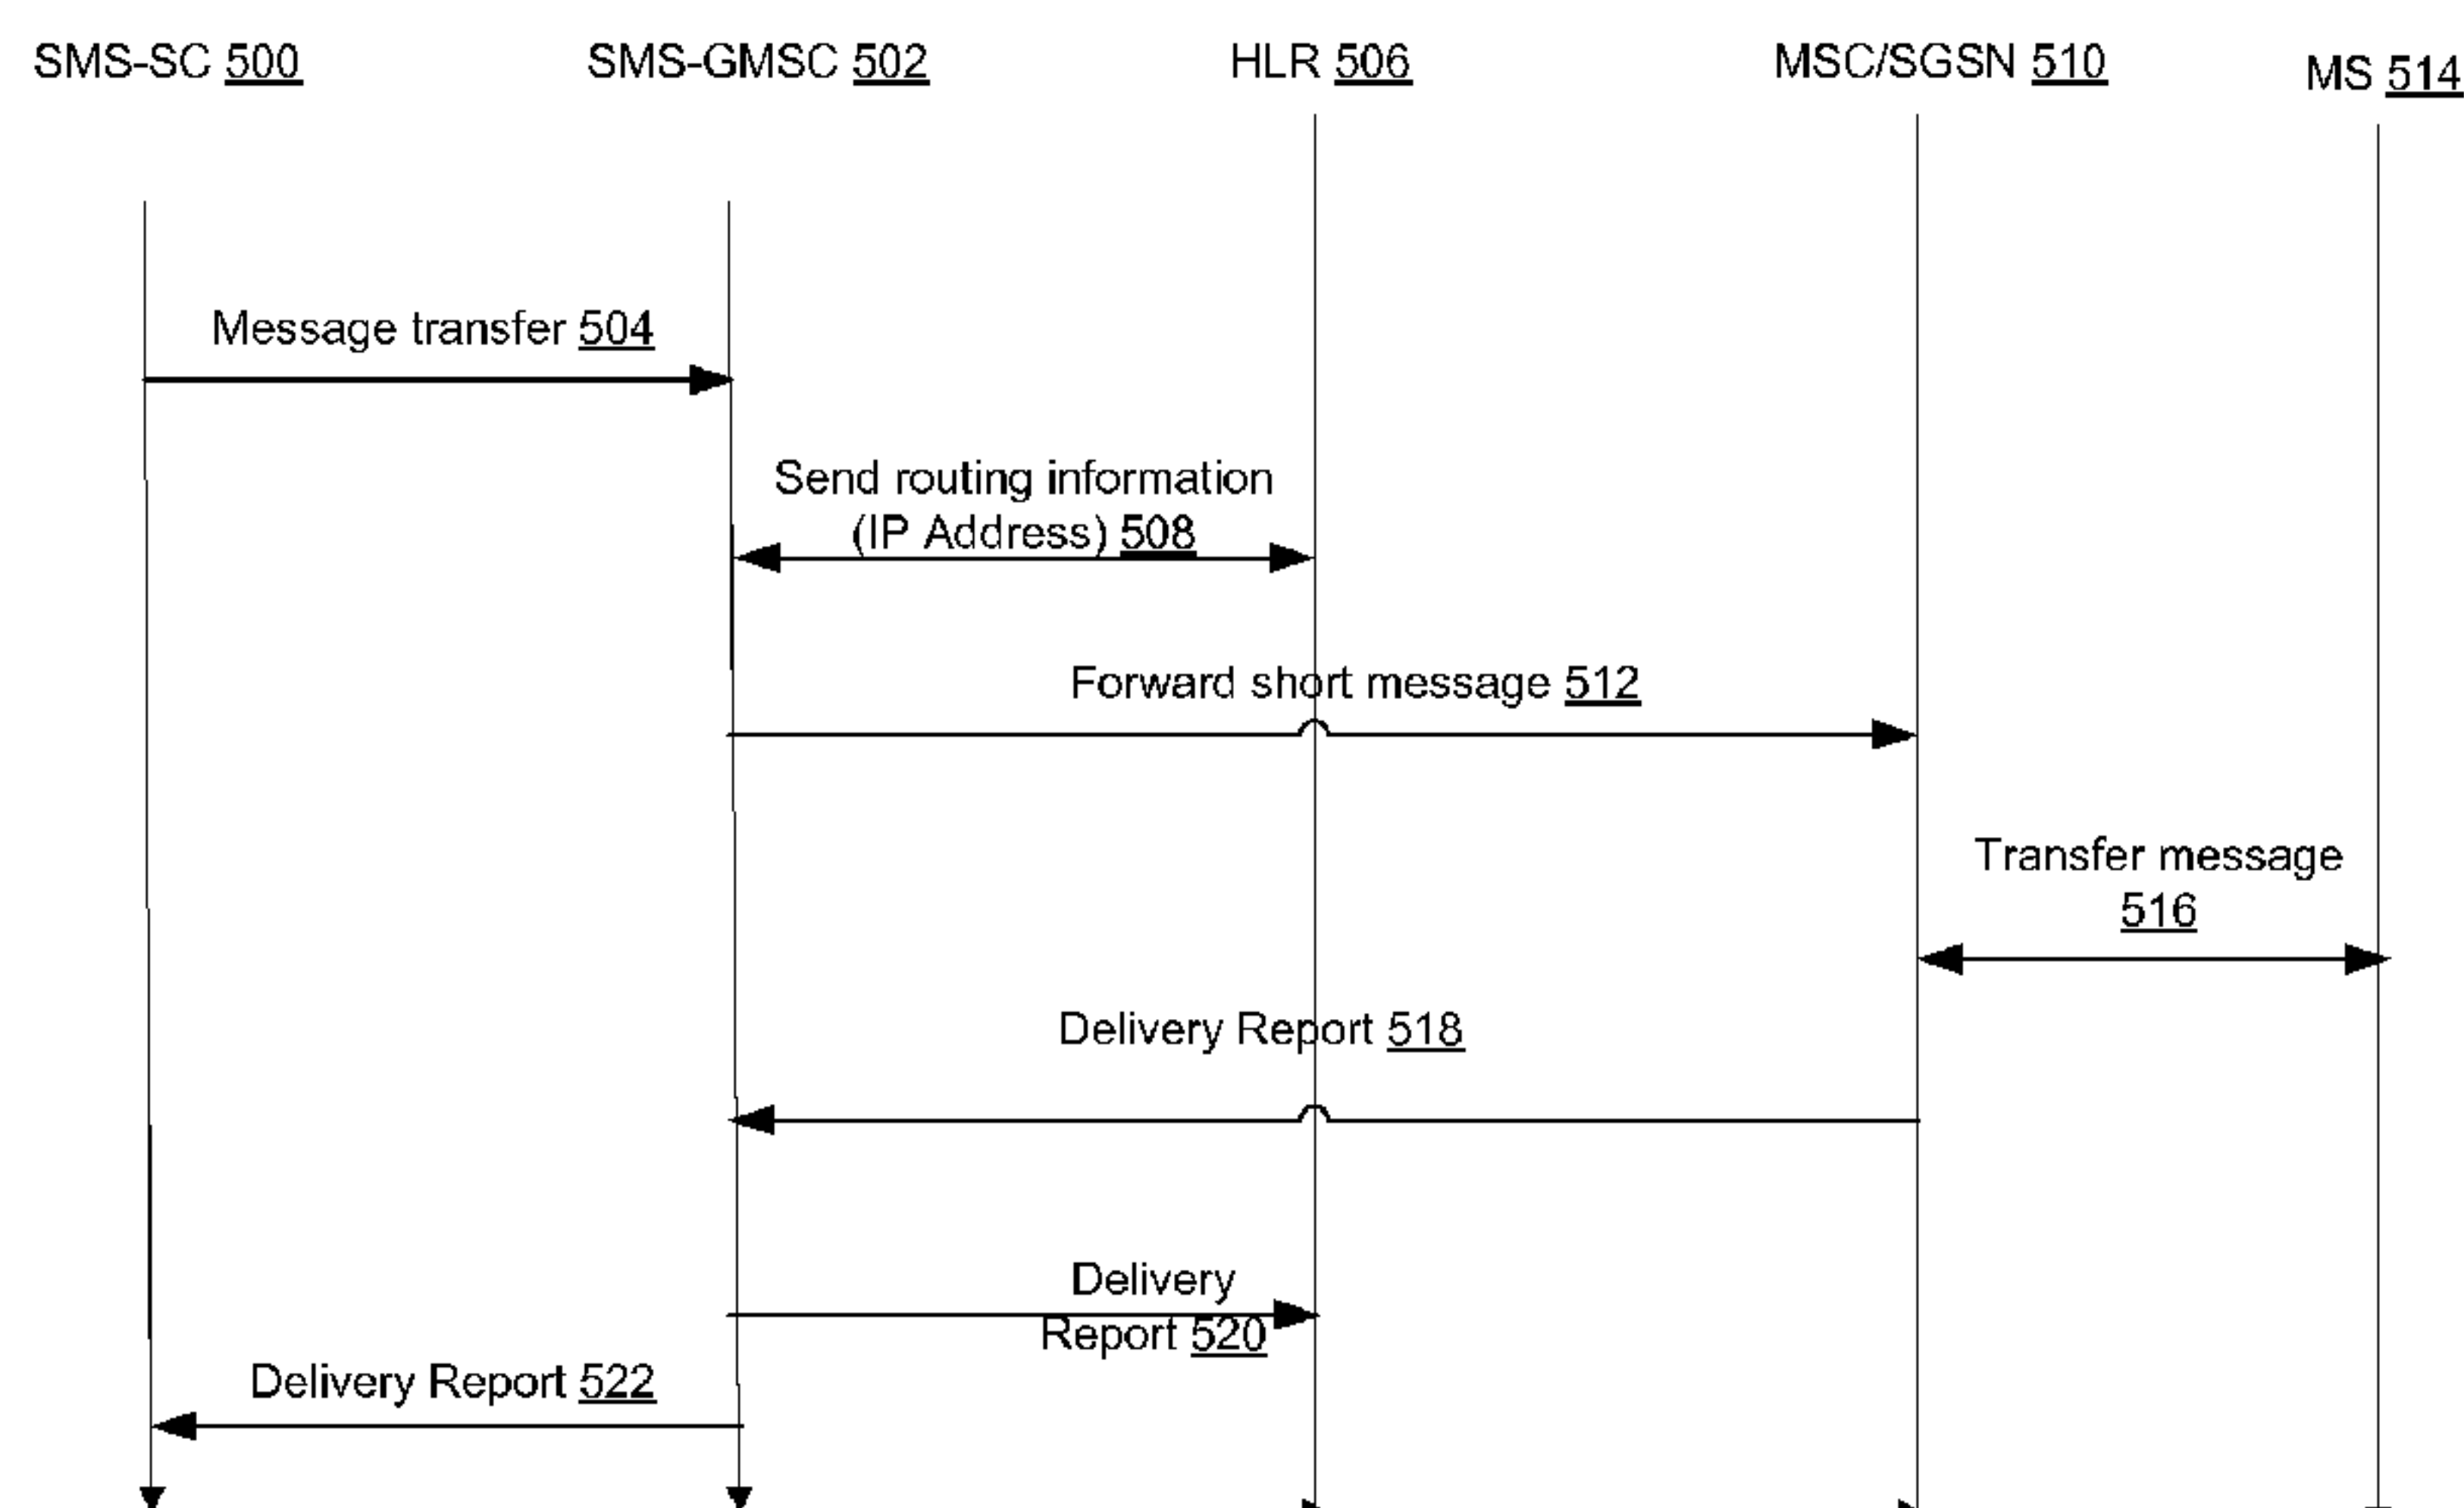 SMS-SC 500
SMS-GMSC 502
HLR 506
MSC/SGSN 510
MS 514
Message transfer 504
Send routing information
(IP Address) 508
Forward short message 512
Transfer message
516
Delivery Report 518
Delivery
Report 520
Delivery Report 522